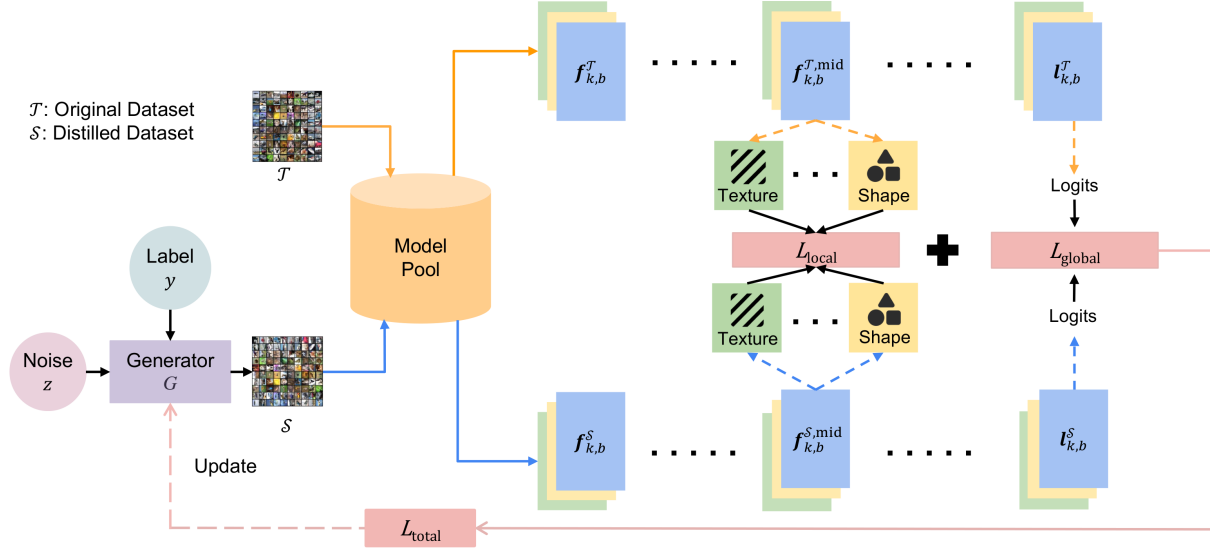 𝒯: Original Dataset
𝒮: Distilled Dataset
𝒯
Label
y
Noise
z
Generator
G
𝒮
Update
Model
Pool
f^𝒯_{k,b}
f^{𝒯,mid}_{k,b}
l^𝒯_{k,b}
Texture
Shape
Logits
L_local
L_global
Texture
Shape
Logits
f^𝒮_{k,b}
f^{𝒮,mid}_{k,b}
l^𝒮_{k,b}
L_total